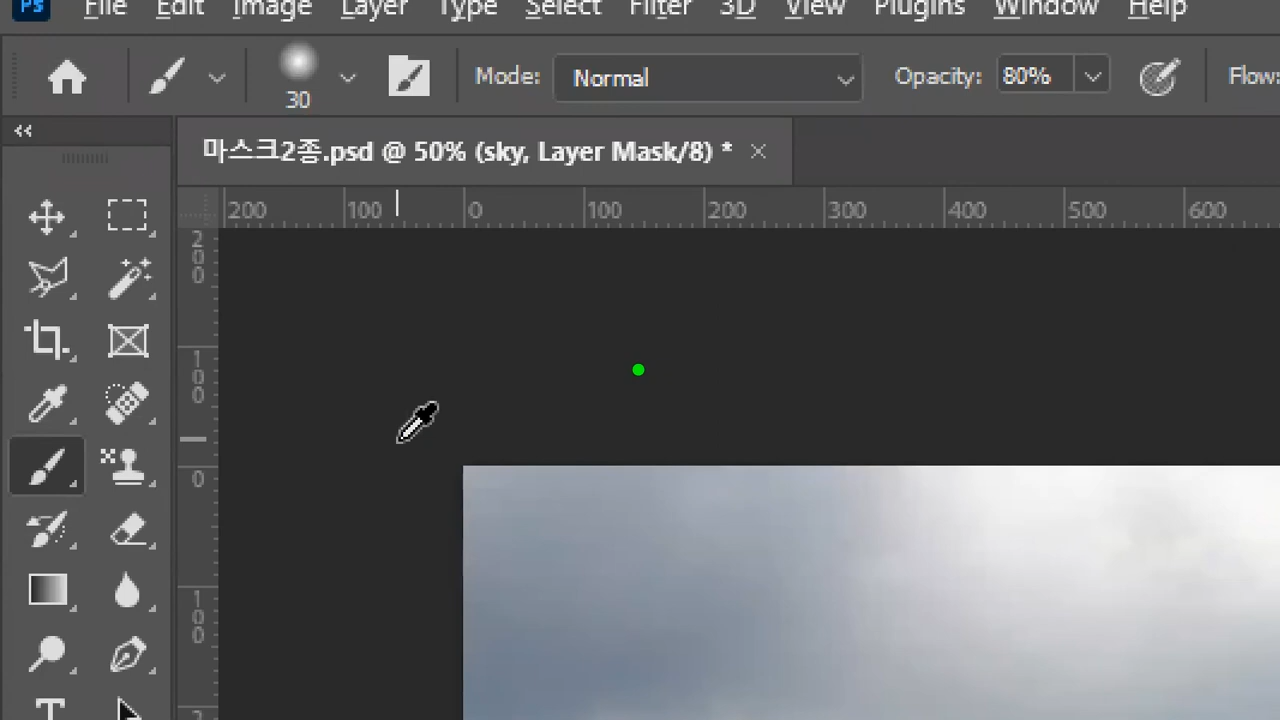 Ps File Edit Image Layer Type Select Filter 3D View Plugins Window Help
30 Mode: Normal Opacity: 80% Flow:
마스크2종.psd @ 50% (sky, Layer Mask/8) *
200 100 0 100 200 300 400 500 600
200
100
0
100
2
T